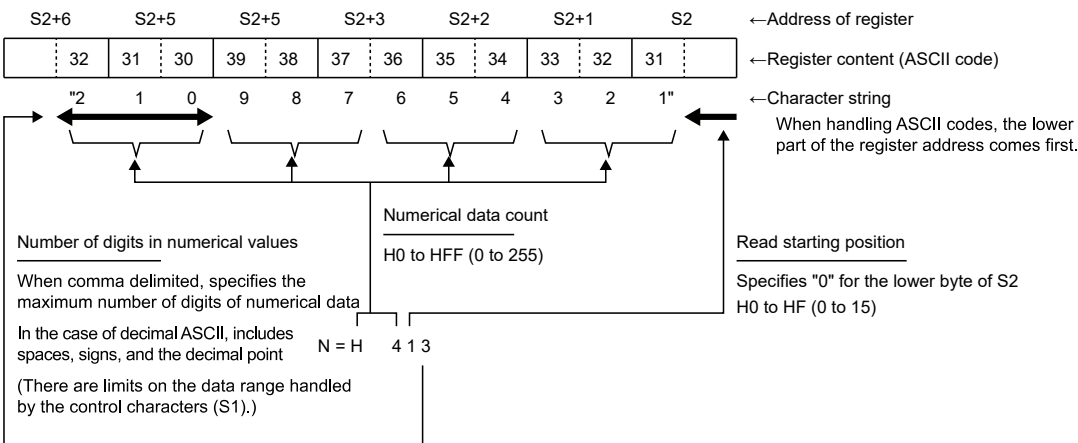 S2+6 S2+5 S2+5 S2+3 S2+2 S2+1 S2 ←Address of register
32 31 30 39 38 37 36 35 34 33 32 31 ←Register content (ASCII code)
"2 1 0 9 8 7 6 5 4 3 2 1" ←Character string
When handling ASCII codes, the lower
part of the register address comes first.
Numerical data count
H0 to HFF (0 to 255)
Number of digits in numerical values
When comma delimited, specifies the
maximum number of digits of numerical data
In the case of decimal ASCII, includes
spaces, signs, and the decimal point
(There are limits on the data range handled
by the control characters (S1).)
Read starting position
Specifies "0" for the lower byte of S2
H0 to HF (0 to 15)
N = H 4 1 3